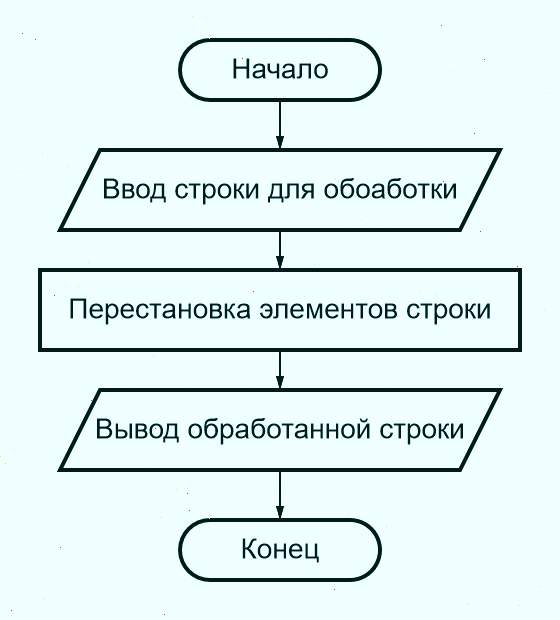 Начало
Ввод строки для обоаботки
Перестановка элементов строки
Вывод обработанной строки
Конец